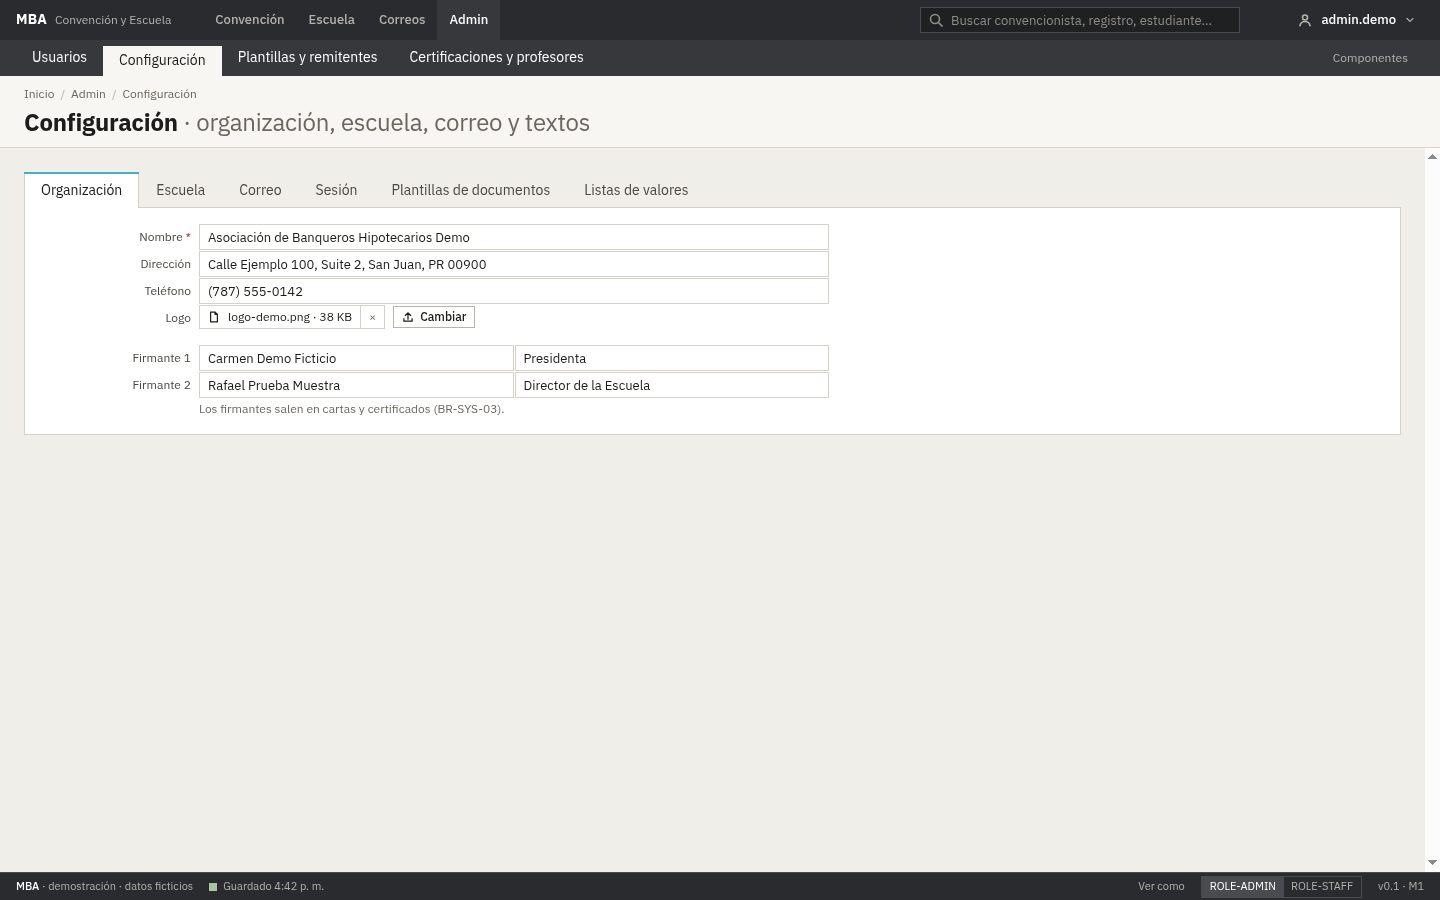 MBA Convención y Escuela Convención Escuela Correos Admin Buscar convencionista, registro, estudiante... admin.demo
Usuarios Configuración Plantillas y remitentes Certificaciones y profesores Componentes
Inicio / Admin / Configuración
Configuración · organización, escuela, correo y textos
Organización Escuela Correo Sesión Plantillas de documentos Listas de valores
Nombre * Asociación de Banqueros Hipotecarios Demo
Dirección Calle Ejemplo 100, Suite 2, San Juan, PR 00900
Teléfono (787) 555-0142
Logo logo-demo.png · 38 KB × Cambiar
Firmante 1 Carmen Demo Ficticio Presidenta
Firmante 2 Rafael Prueba Muestra Director de la Escuela
Los firmantes salen en cartas y certificados (BR-SYS-03).
MBA · demostración · datos ficticios Guardado 4:42 p. m. Ver como ROLE-ADMIN ROLE-STAFF v0.1 · M1